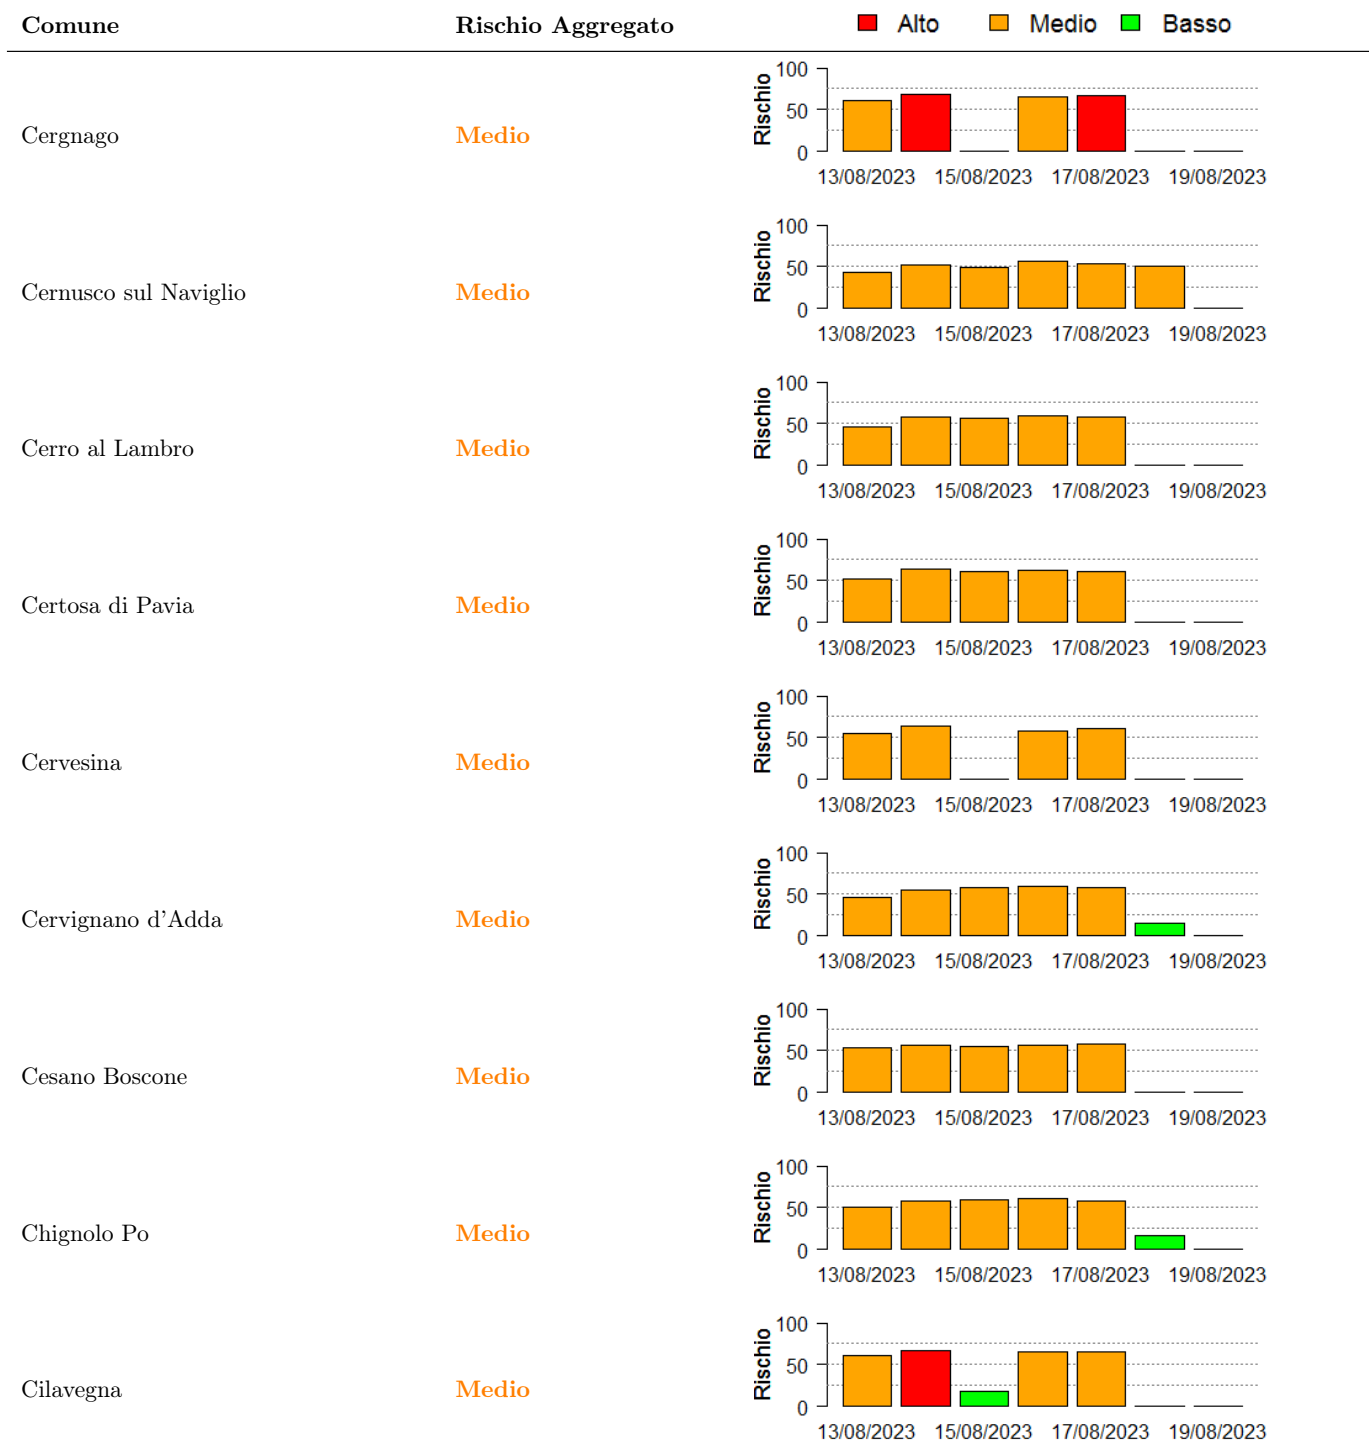 Comune Rischio Aggregato Alto Medio Basso
Cergnago Medio Rischio 100 50 0
13/08/2023 15/08/2023 17/08/2023 19/08/2023
Cernusco sul Naviglio Medio Rischio 100 50 0
13/08/2023 15/08/2023 17/08/2023 19/08/2023
Cerro al Lambro Medio Rischio 100 50 0
13/08/2023 15/08/2023 17/08/2023 19/08/2023
Certosa di Pavia Medio Rischio 100 50 0
13/08/2023 15/08/2023 17/08/2023 19/08/2023
Cervesina Medio Rischio 100 50 0
13/08/2023 15/08/2023 17/08/2023 19/08/2023
Cervignano d'Adda Medio Rischio 100 50 0
13/08/2023 15/08/2023 17/08/2023 19/08/2023
Cesano Boscone Medio Rischio 100 50 0
13/08/2023 15/08/2023 17/08/2023 19/08/2023
Chignolo Po Medio Rischio 100 50 0
13/08/2023 15/08/2023 17/08/2023 19/08/2023
Cilavegna Medio Rischio 100 50 0
13/08/2023 15/08/2023 17/08/2023 19/08/2023